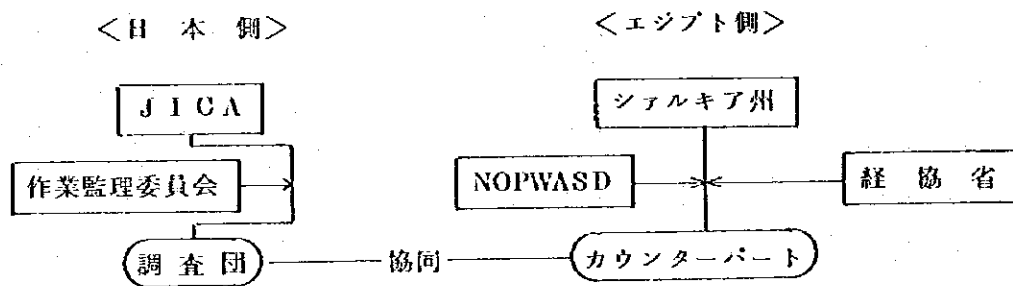 <日本側> <エジプト側>
JICA シァルキア州
作業監理委員会 NOPWASD 経協省
調査団 協同 カウンターパート